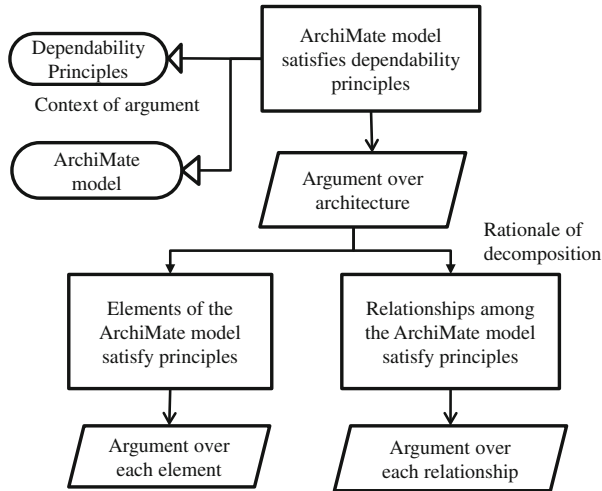 Dependability
Principles
ArchiMate model
satisfies dependability
principles
Context of argument
ArchiMate
model
Argument over
architecture
Rationale of
decomposition
Elements of the
ArchiMate model
satisfy principles
Relationships among
the ArchiMate model
satisfy principles
Argument over
each element
Argument over
each relationship